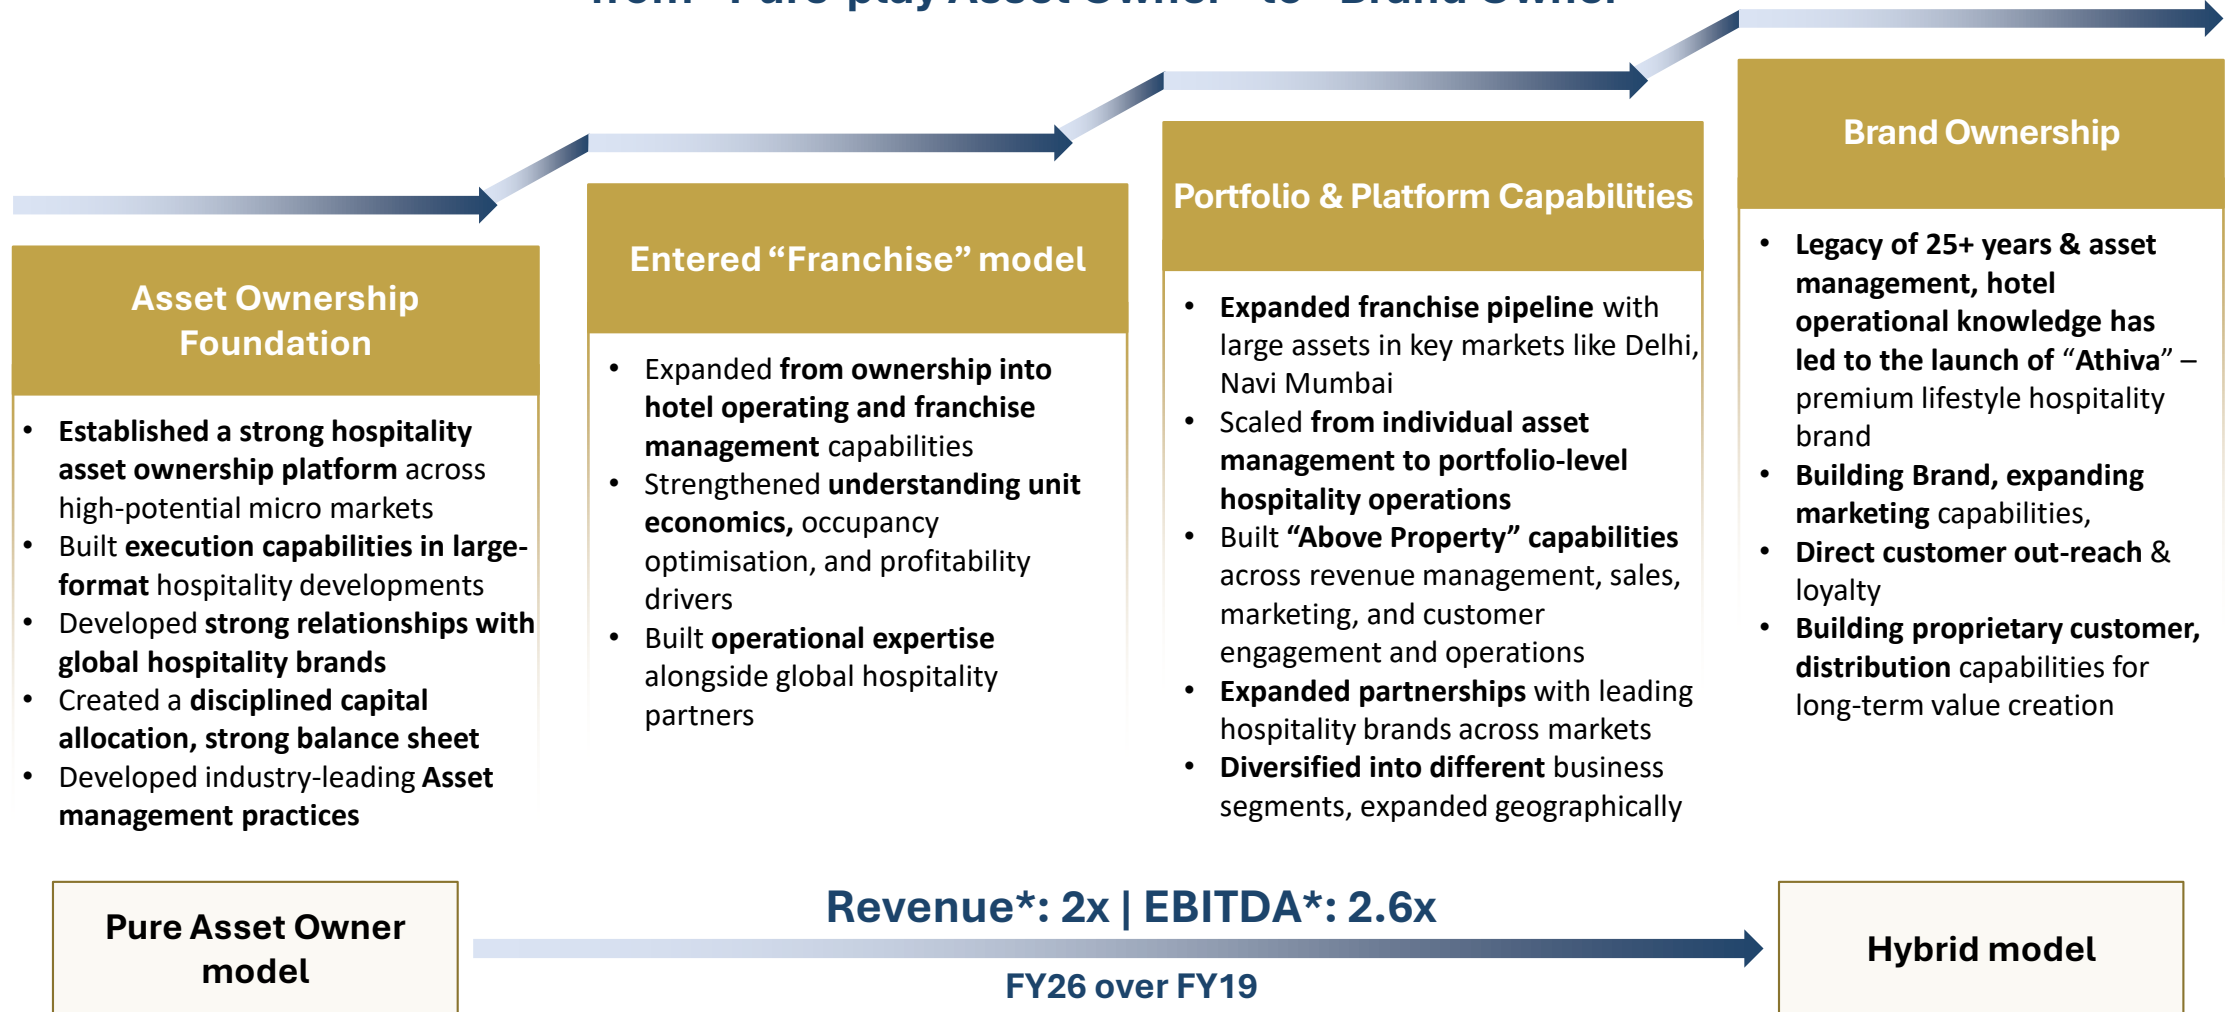 from "Pure-play Asset Owner" to "Brand Owner"
Asset Ownership
Foundation
• Established a strong hospitality
asset ownership platform across
high-potential micro markets
• Built execution capabilities in large-
format hospitality developments
• Developed strong relationships with
global hospitality brands
• Created a disciplined capital
allocation, strong balance sheet
• Developed industry-leading Asset
management practices
Entered “Franchise” model
• Expanded from ownership into
hotel operating and franchise
management capabilities
• Strengthened understanding unit
economics, occupancy
optimisation, and profitability
drivers
• Built operational expertise
alongside global hospitality
partners
Portfolio & Platform Capabilities
• Expanded franchise pipeline with
large assets in key markets like Delhi,
Navi Mumbai
• Scaled from individual asset
management to portfolio-level
hospitality operations
• Built “Above Property” capabilities
across revenue management, sales,
marketing, and customer
engagement and operations
• Expanded partnerships with leading
hospitality brands across markets
• Diversified into different business
segments, expanded geographically
Brand Ownership
• Legacy of 25+ years & asset
management, hotel
operational knowledge has
led to the launch of “Athiva” –
premium lifestyle hospitality
brand
• Building Brand, expanding
marketing capabilities,
• Direct customer out-reach &
loyalty
• Building proprietary customer,
distribution capabilities for
long-term value creation
Pure Asset Owner
model
Revenue*: 2x | EBITDA*: 2.6x
FY26 over FY19
Hybrid model